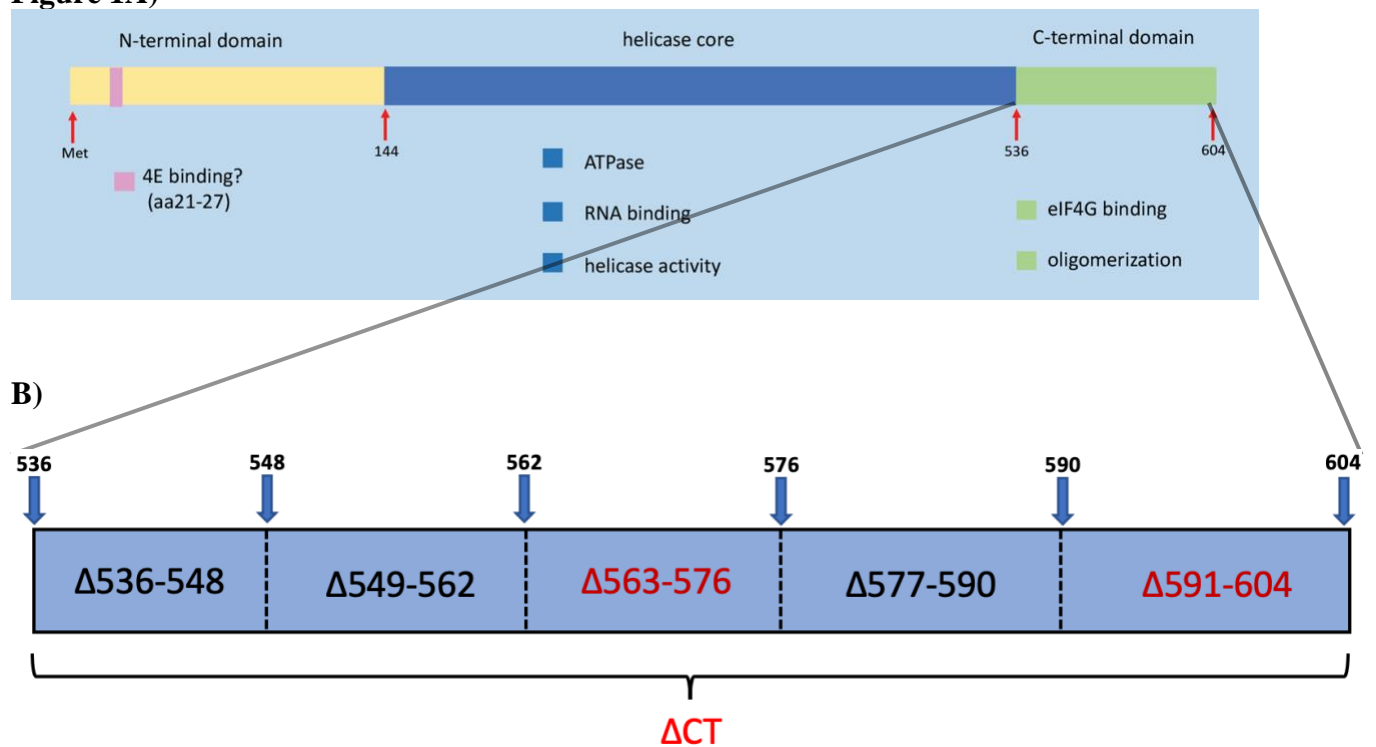 Figure 1A)
N-terminal domain
helicase core
C-terminal domain
Met
144
536
604
4E binding?
(aa21-27)
ATPase
RNA binding
helicase activity
eIF4G binding
oligomerization
B)
536
548
562
576
590
604
Δ536-548
Δ549-562
Δ563-576
Δ577-590
Δ591-604
ΔCT